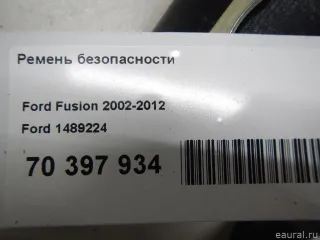 Ремень безопасности
Ford Fusion 2002-2012
Ford 1489224
70 397 934
eaural.ru